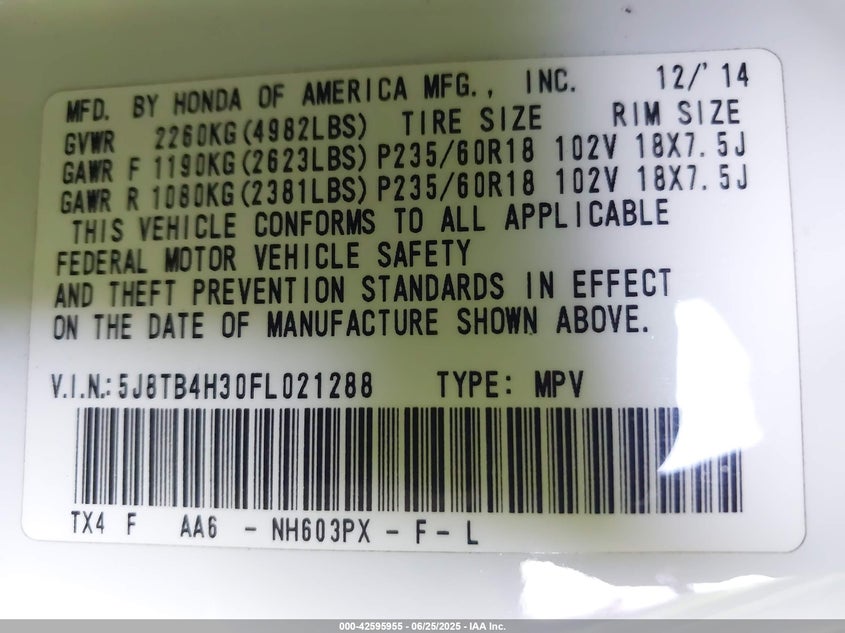 MFD. BY HONDA OF AMERICA MFG., INC. 12/'14
GVWR 2260KG(4982LBS) TIRE SIZE RIM SIZE
GAWR F 1190KG(2623LBS) P235/60R18 102V 18X7.5J
GAWR R 1080KG(2381LBS) P235/60R18 102V 18X7.5J
THIS VEHICLE CONFORMS TO ALL APPLICABLE
FEDERAL MOTOR VEHICLE SAFETY
AND THEFT PREVENTION STANDARDS IN EFFECT
ON THE DATE OF MANUFACTURE SHOWN ABOVE.
V.I.N.: 5J8TB4H30FL021288 TYPE: MPV
TX4 F AA6 - NH603PX - F - L
000-42595955 - 06/25/2025 - IAA Inc.